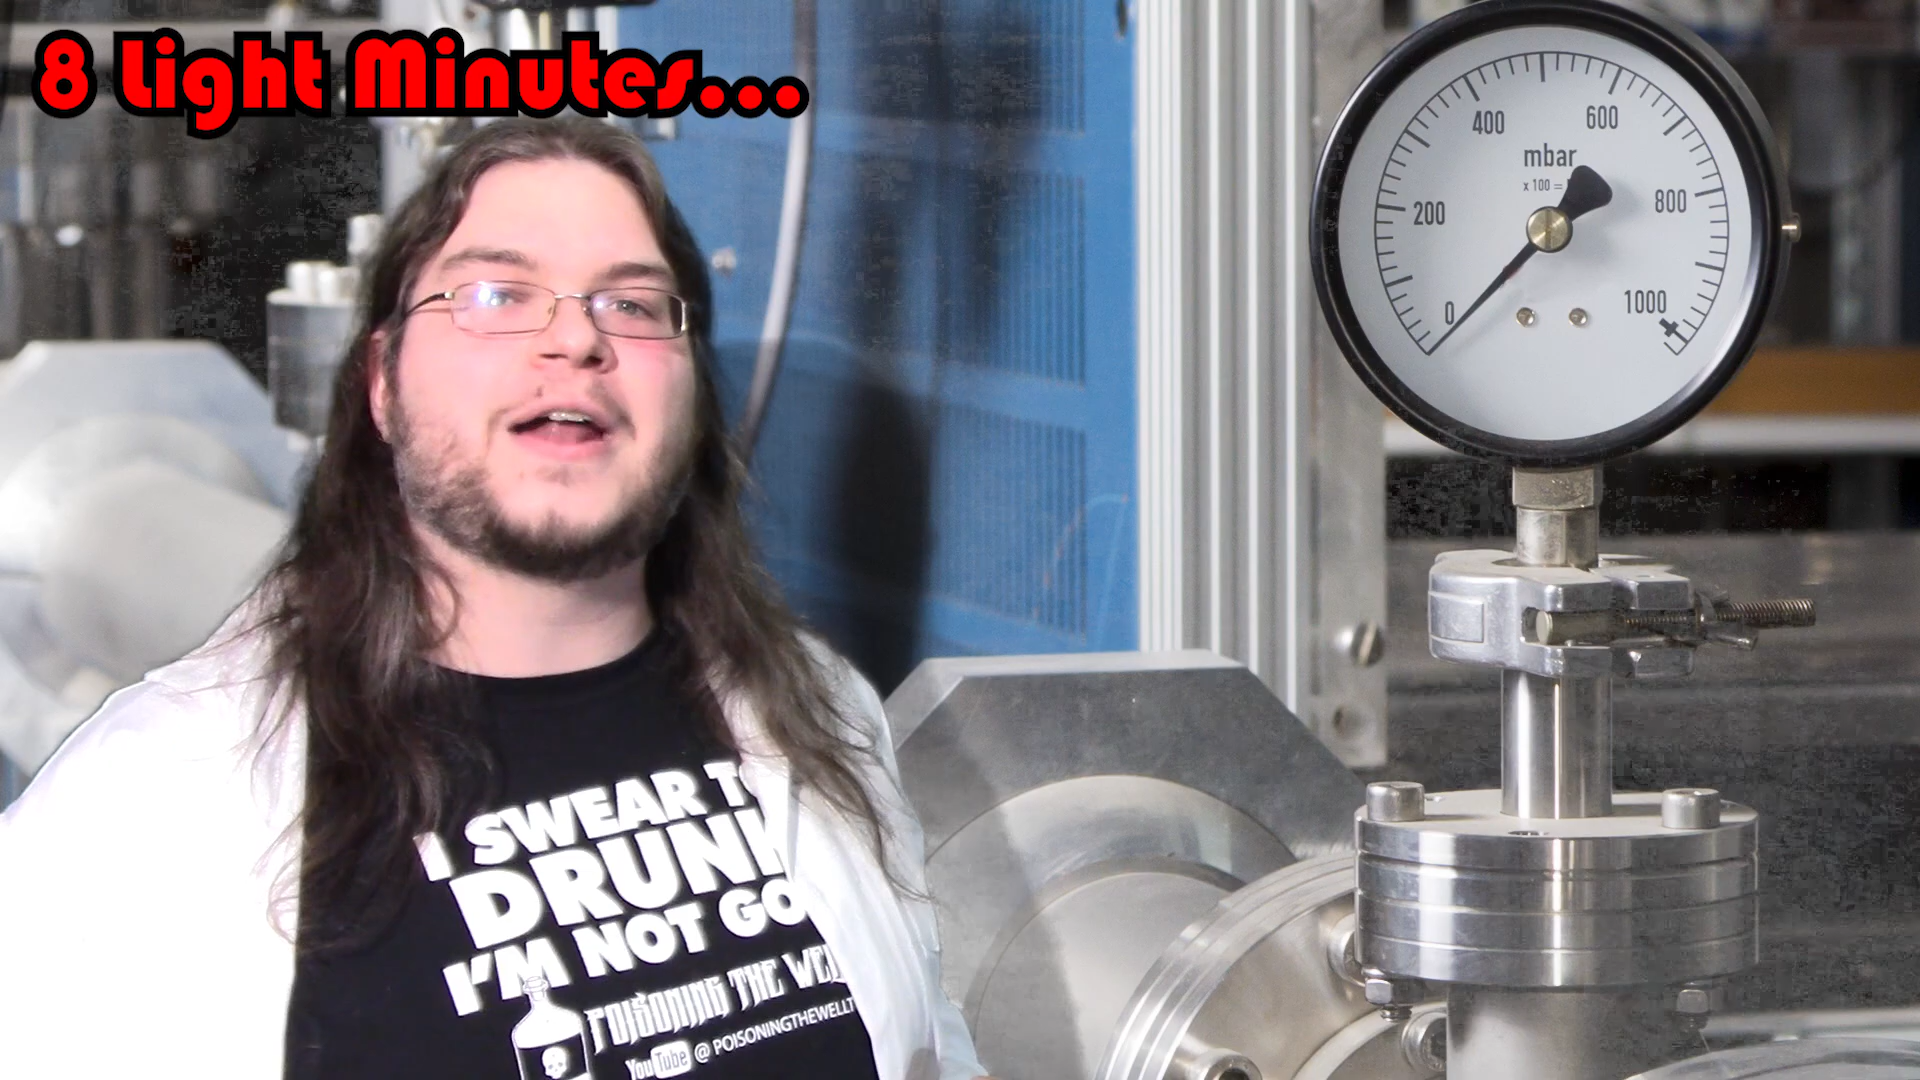 8 Light Minutes...
400
600
mbar
x 100 =
200
800
0
1000
I SWEAR TO
DRUNK
I'M NOT GO
POISONING THE WEL
YouTube @ POISONINGTHEWELLT